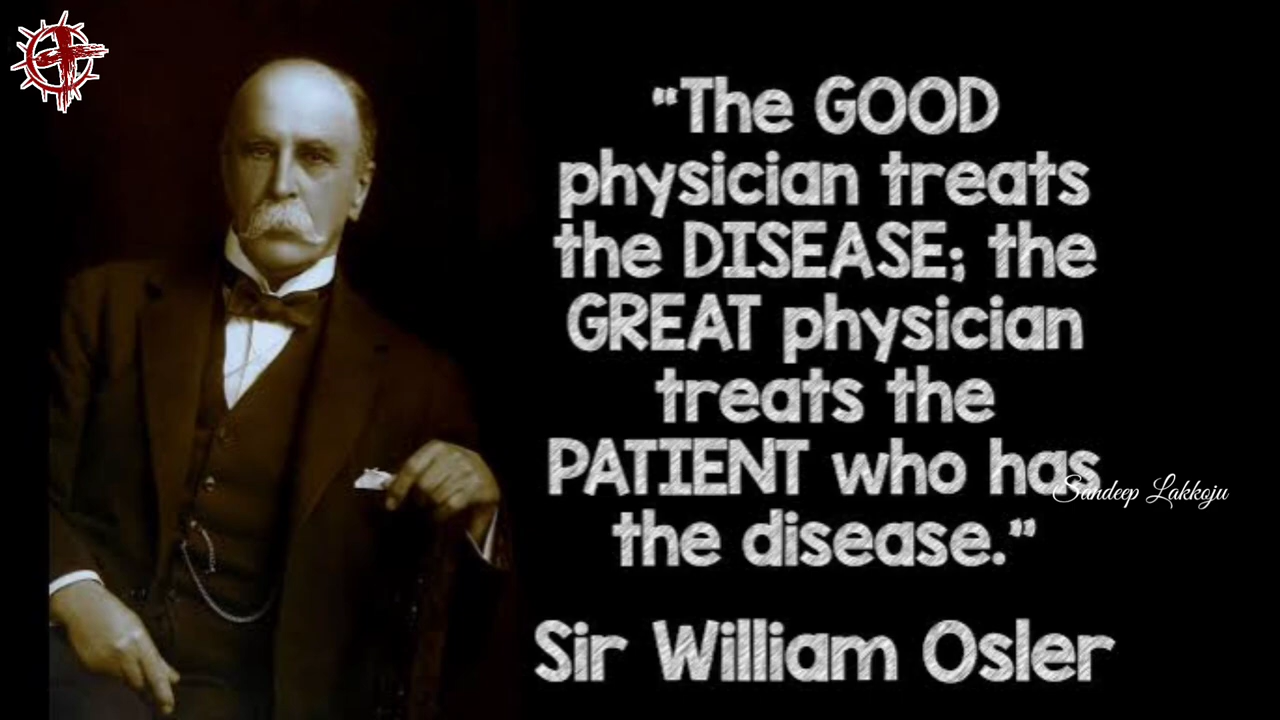 "The GOOD
physician treats
the DISEASE; the
GREAT physician
treats the
PATIENT who has
Sandeep Lakkoju
the disease."
Sir William Osler